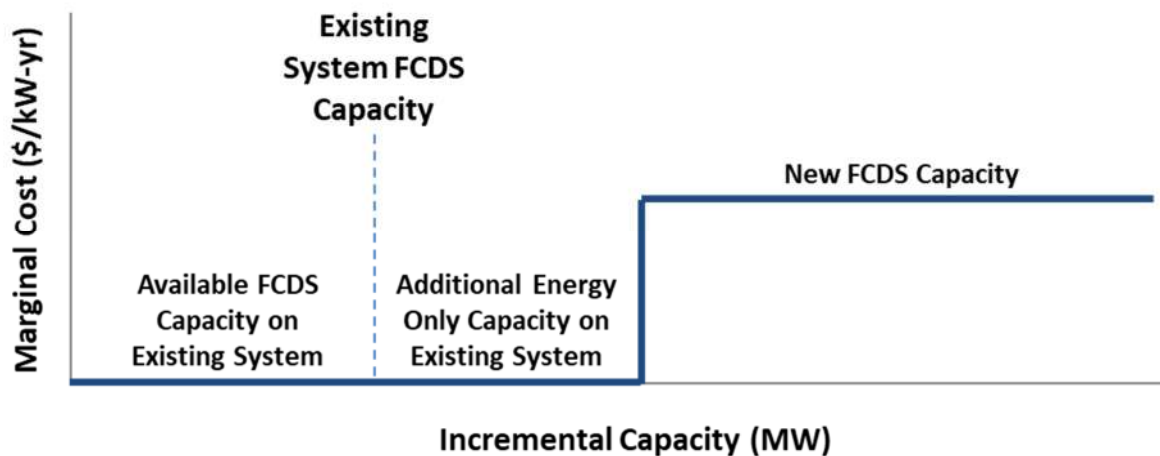 Existing
System FCDS
Capacity
Marginal Cost ($/kW-yr)
New FCDS Capacity
Available FCDS
Capacity on
Existing System
Additional Energy
Only Capacity on
Existing System
Incremental Capacity (MW)